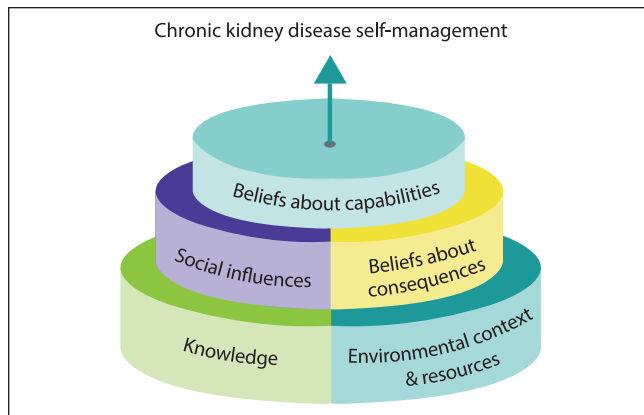 Chronic kidney disease self-management
Beliefs about capabilities
Social influences
Beliefs about
consequences
Knowledge
Environmental context
& resources